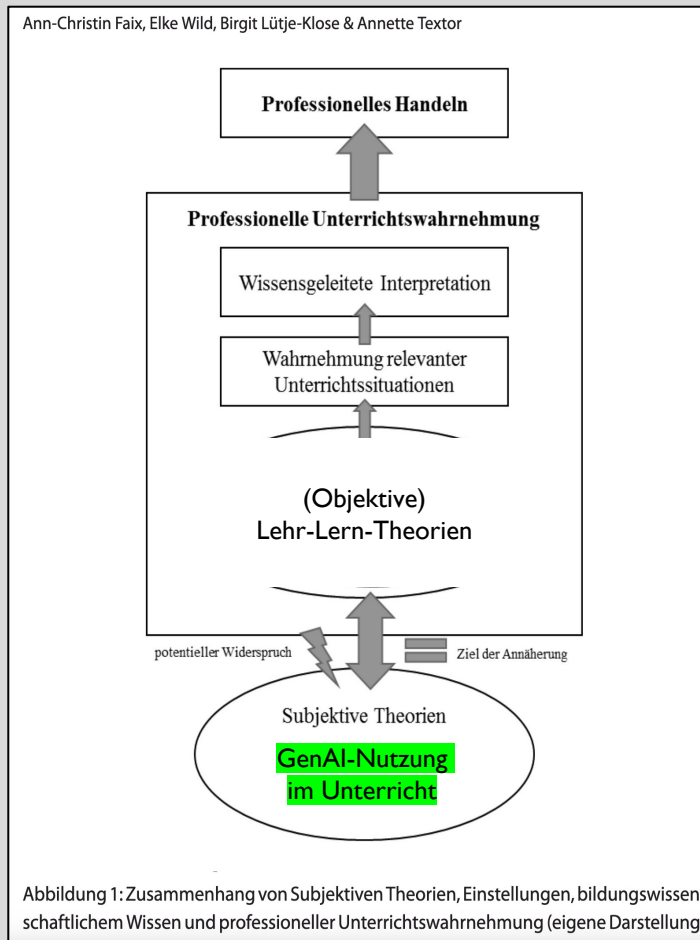 Ann-Christin Faix, Elke Wild, Birgit Lütje-Klose & Annette Textor
Professionelles Handeln
Professionelle Unterrichtswahrnehmung
Wissensgeleitete Interpretation
Wahrnehmung relevanter
Unterrichtssituationen
(Objektive)
Lehr-Lern-Theorien
potentieller Widerspruch
Ziel der Annäherung
Subjektive Theorien
GenAI-Nutzung
im Unterricht
Abbildung 1: Zusammenhang von Subjektiven Theorien, Einstellungen, bildungswissen
schaftlichem Wissen und professioneller Unterrichtswahrnehmung (eigene Darstellung